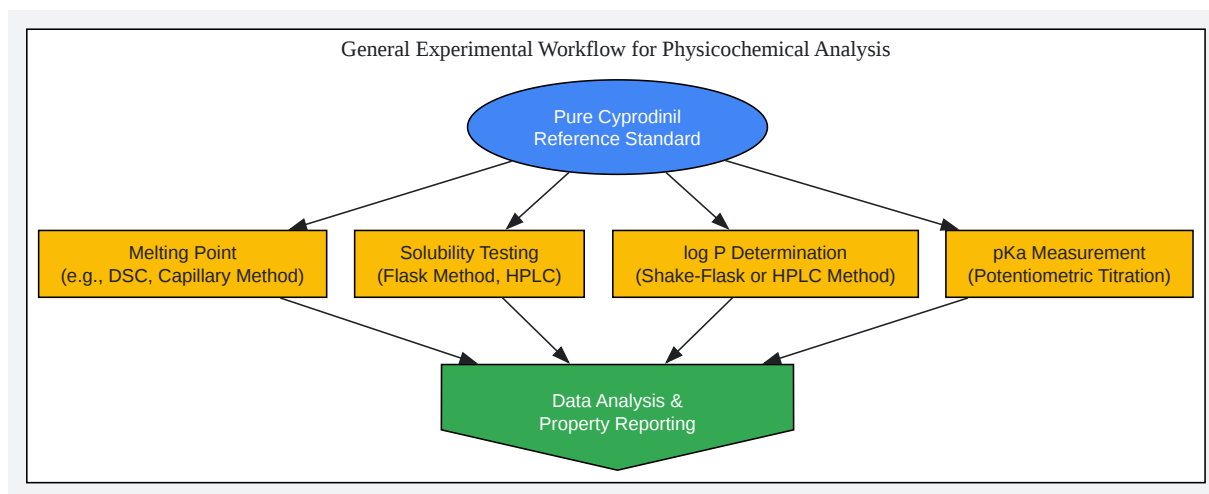 General Experimental Workflow for Physicochemical Analysis
Pure Cyprodinil
Reference Standard
Melting Point
(e.g., DSC, Capillary Method)
Solubility Testing
(Flask Method, HPLC)
log P Determination
(Shake-Flask or HPLC Method)
pKa Measurement
(Potentiometric Titration)
Data Analysis &
Property Reporting